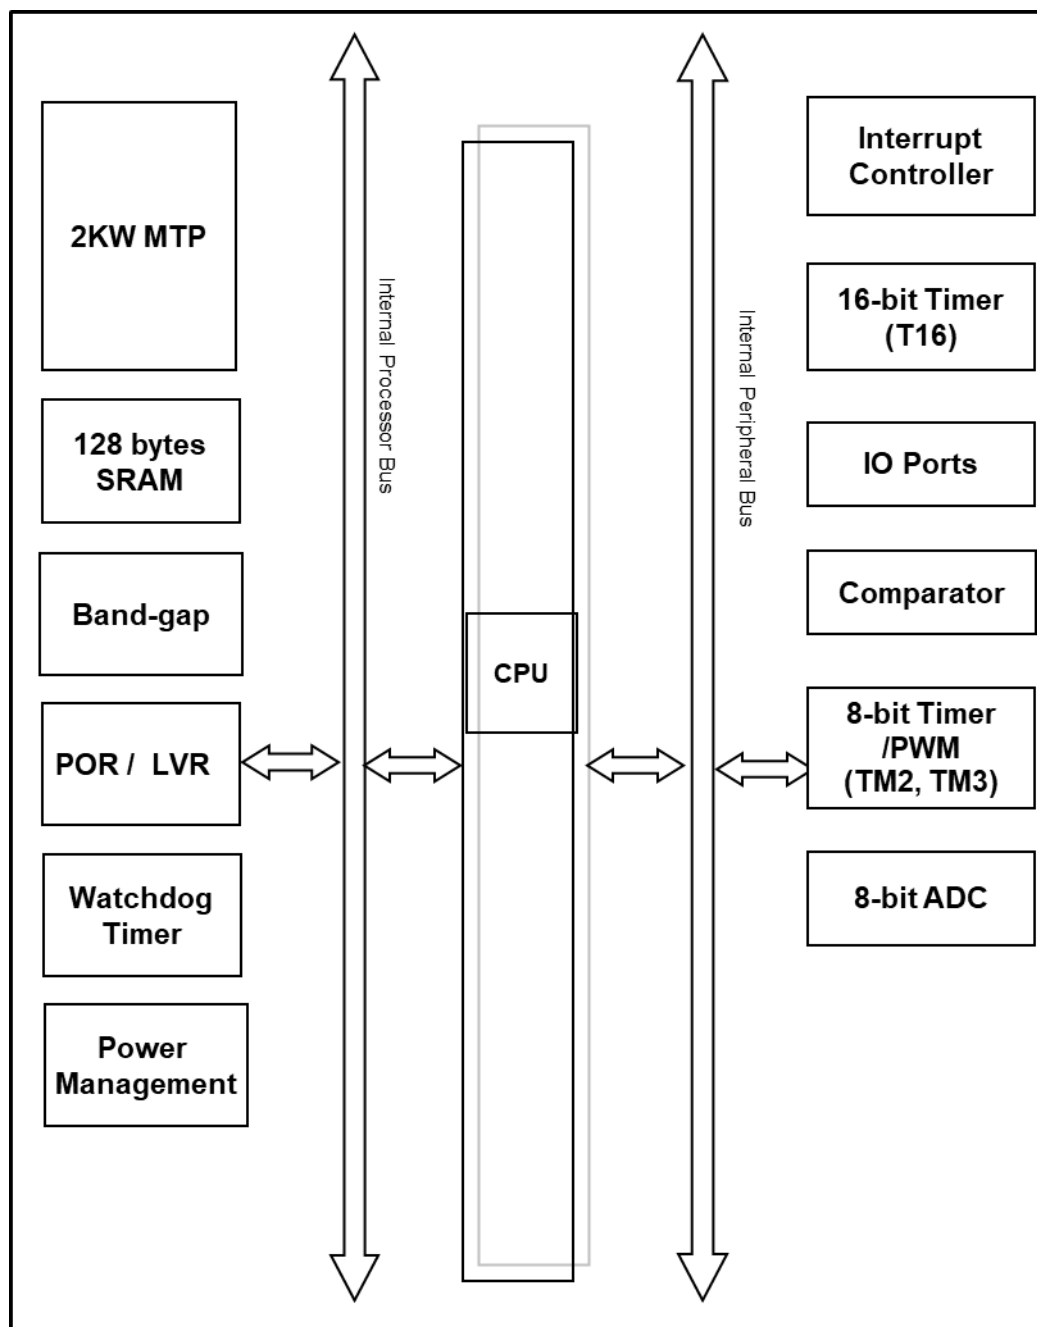 2KW MTP
128 bytes
SRAM
Band-gap
POR / LVR
Watchdog
Timer
Power
Management
Internal Processor Bus
CPU
Internal Peripheral Bus
Interrupt
Controller
16-bit Timer
(T16)
IO Ports
Comparator
8-bit Timer
/PWM
(TM2, TM3)
8-bit ADC